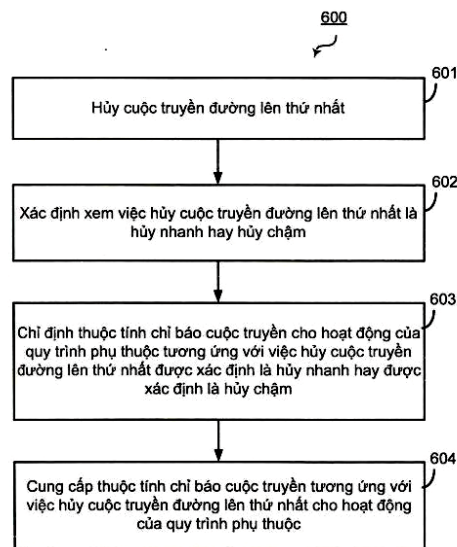 600
601
Hủy cuộc truyền đường lên thứ nhất
602
Xác định xem việc hủy cuộc truyền đường lên thứ nhất là
hủy nhanh hay hủy chậm
603
Chỉ định thuộc tính chỉ báo cuộc truyền cho hoạt động của
quy trình phụ thuộc tương ứng với việc hủy cuộc truyền
đường lên thứ nhất được xác định là hủy nhanh hay được
xác định là hủy chậm
604
Cung cấp thuộc tính chỉ báo cuộc truyền tương ứng với
việc hủy cuộc truyền đường lên thứ nhất cho hoạt động
của quy trình phụ thuộc